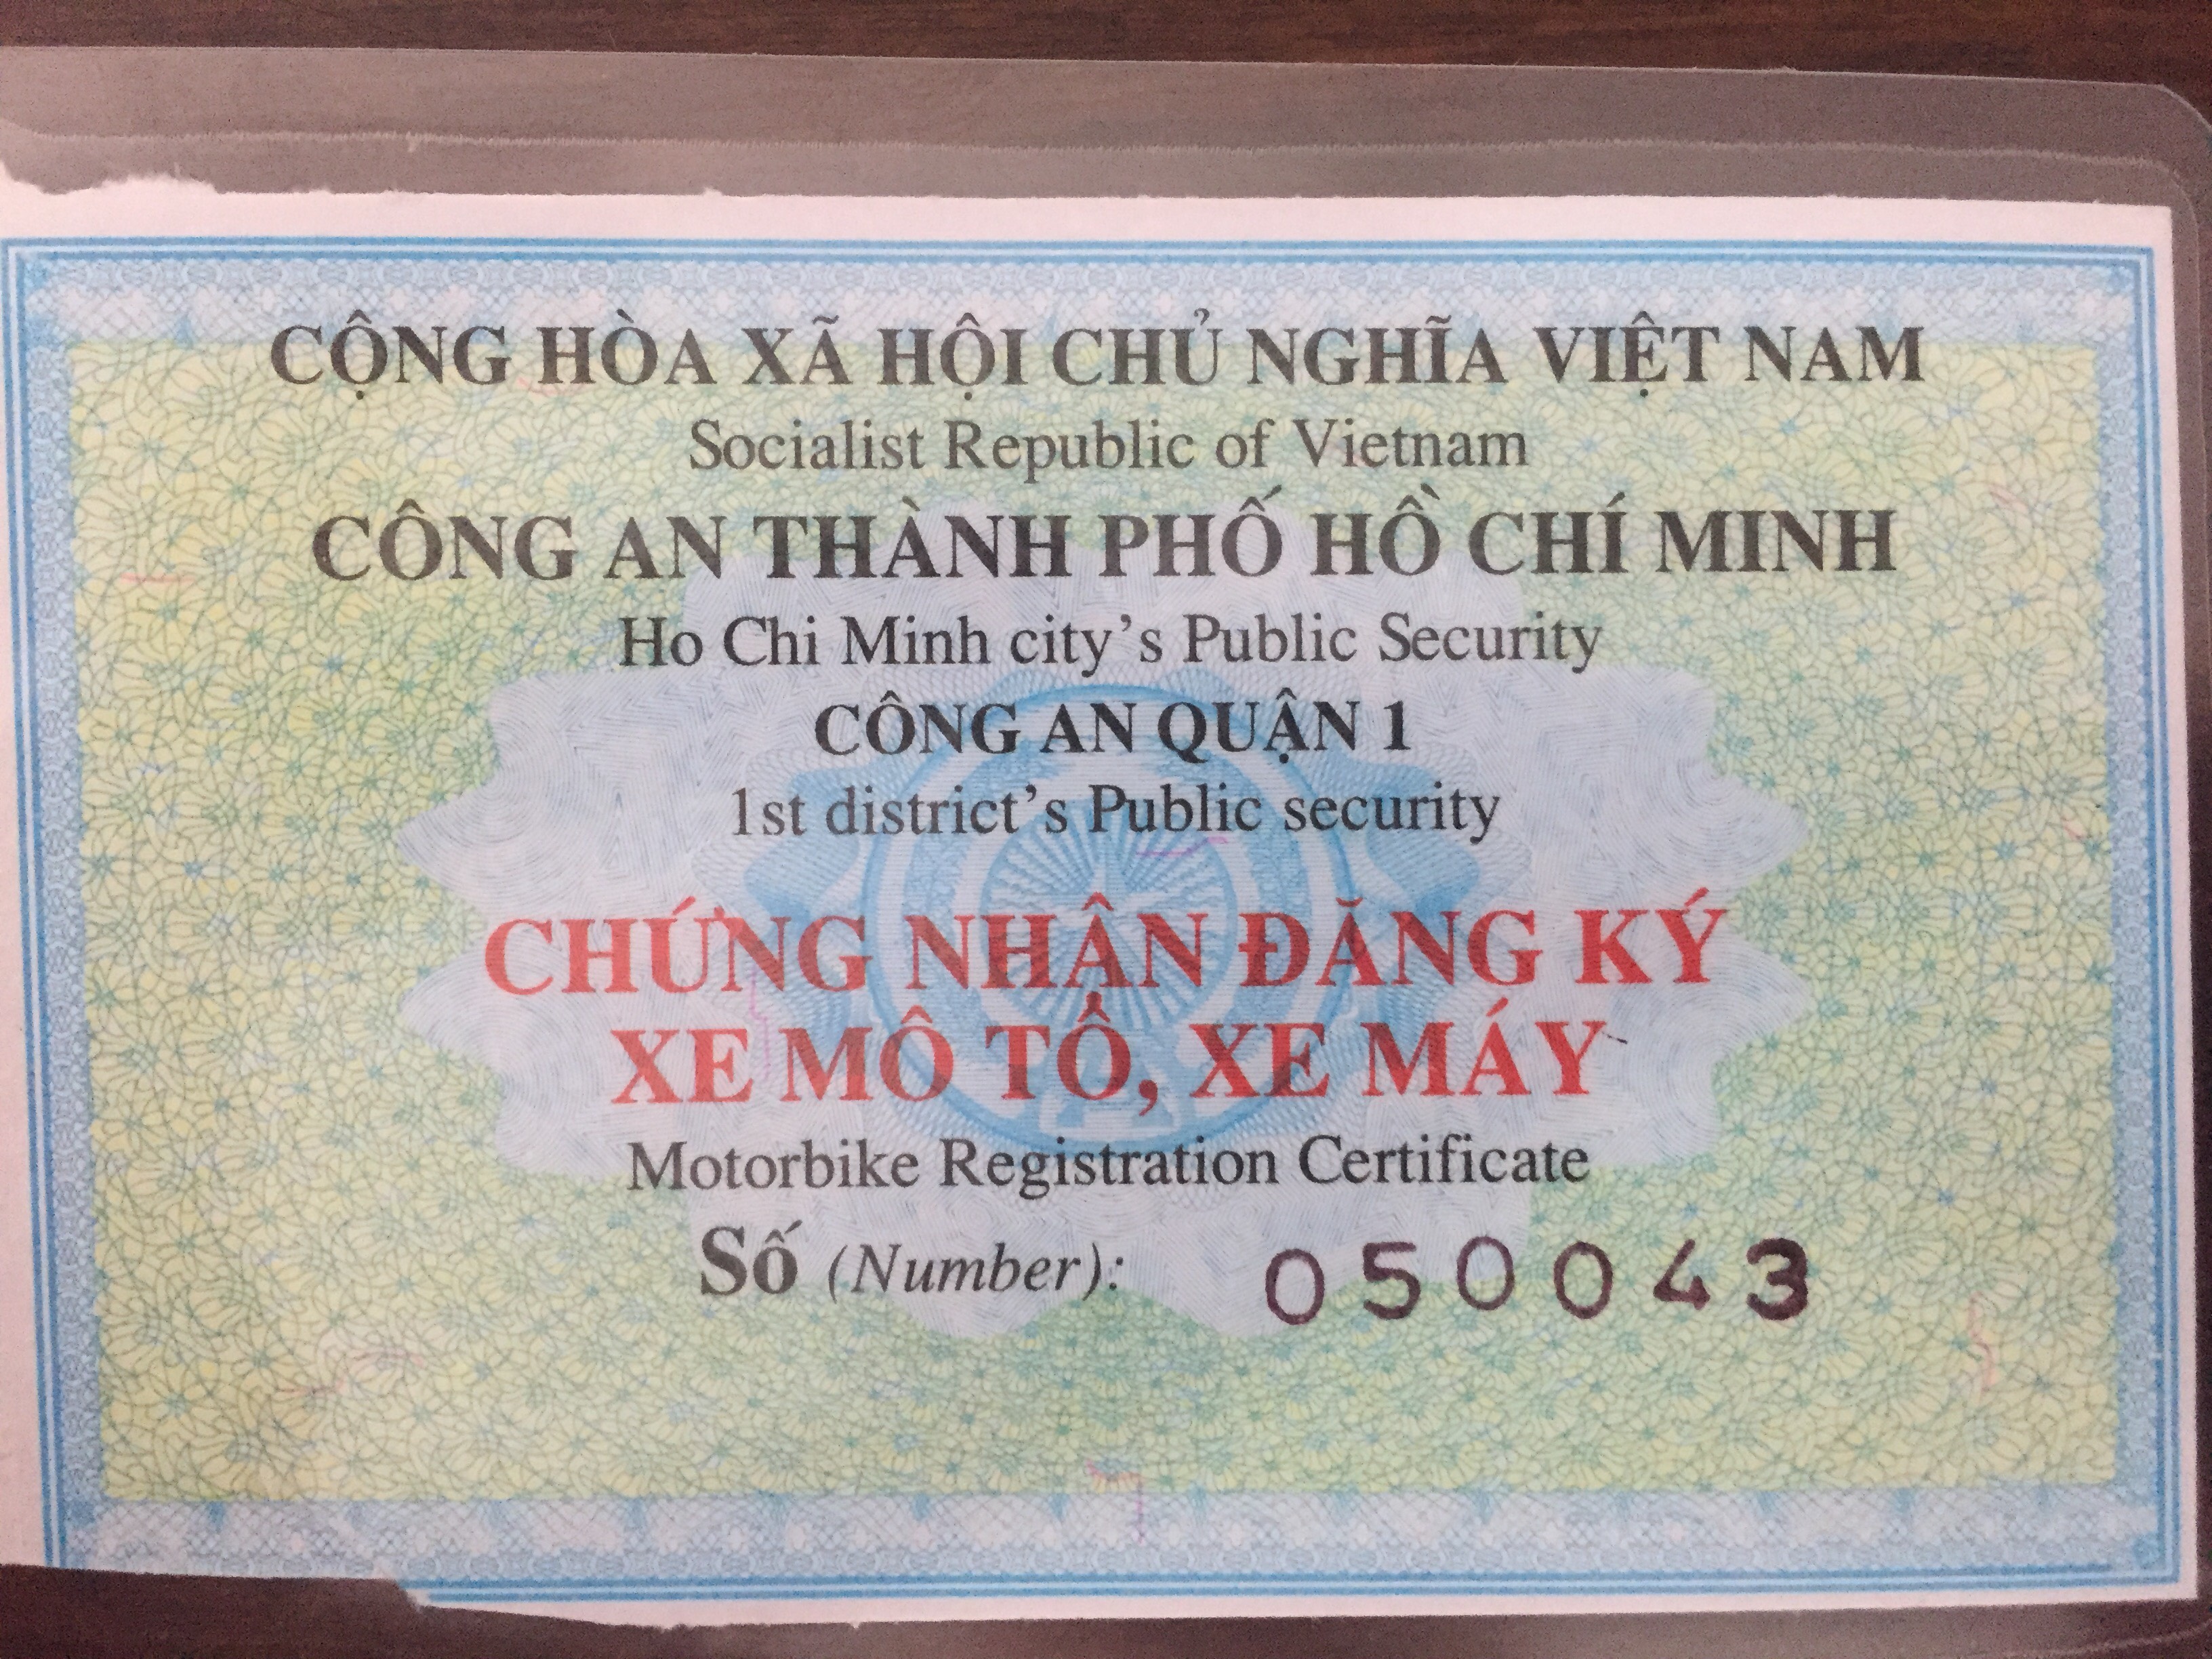 CỘNG HÒA XÃ HỘI CHỦ NGHĨA VIỆT NAM
Socialist Republic of Vietnam
CÔNG AN THÀNH PHỐ HỒ CHÍ MINH
Ho Chi Minh city's Public Security
CÔNG AN QUẬN 1
1st district's Public security
CHỨNG NHẬN ĐĂNG KÝ
XE MÔ TÔ, XE MÁY
Motorbike Registration Certificate
Số (Number): 050043